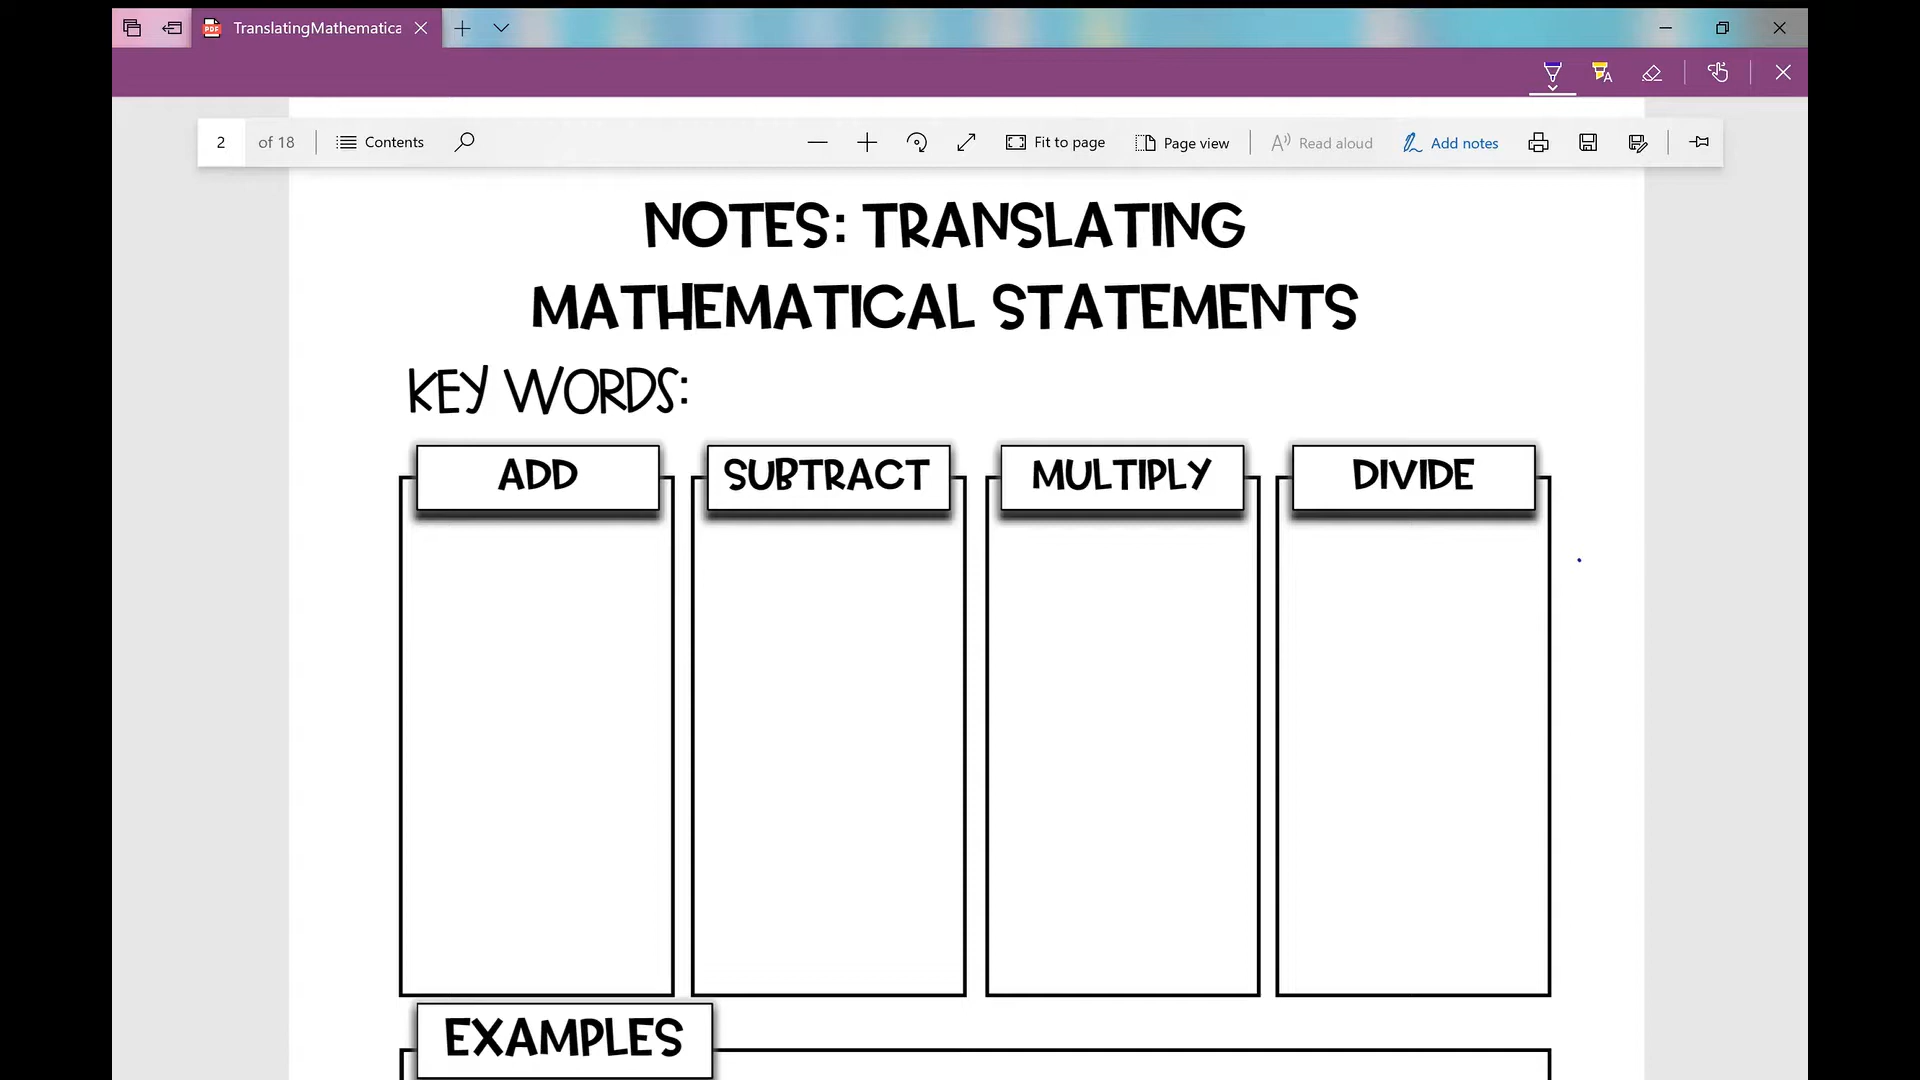 TranslatingMathematica
2 of 18 Contents Fit to page Page view Read aloud Add notes
NOTES: TRANSLATING
MATHEMATICAL STATEMENTS
KEY WORDS:
ADD SUBTRACT MULTIPLY DIVIDE
EXAMPLES